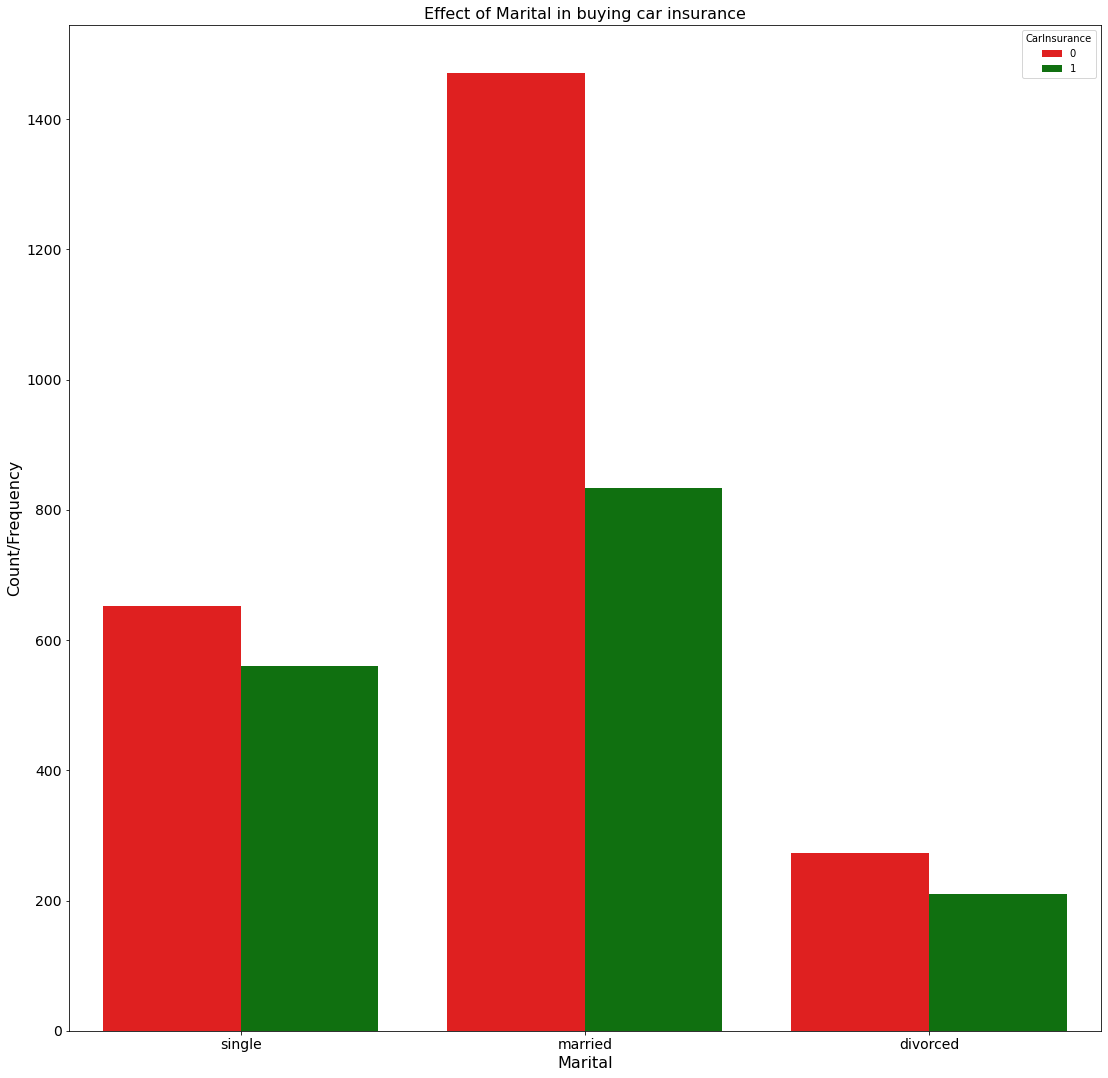 Effect of Marital in buying car insurance
CarInsurance
0
1
1400
1200
1000
800
600
400
200
0
Count/Frequency
single
married
divorced
Marital